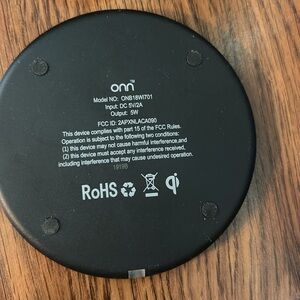 onn™
Model NO: ONB18WI701
Input: DC 5V/2A
Output: 5W
FCC ID: 2APXNLACA090
This device complies with part 15 of the FCC Rules.
Operation is subject to the following two conditions:
(1) this device may not cause harmful interference,and
(2) this device must accept any interference received,
including interference that may cause undesired operation.
1919B
RoHS